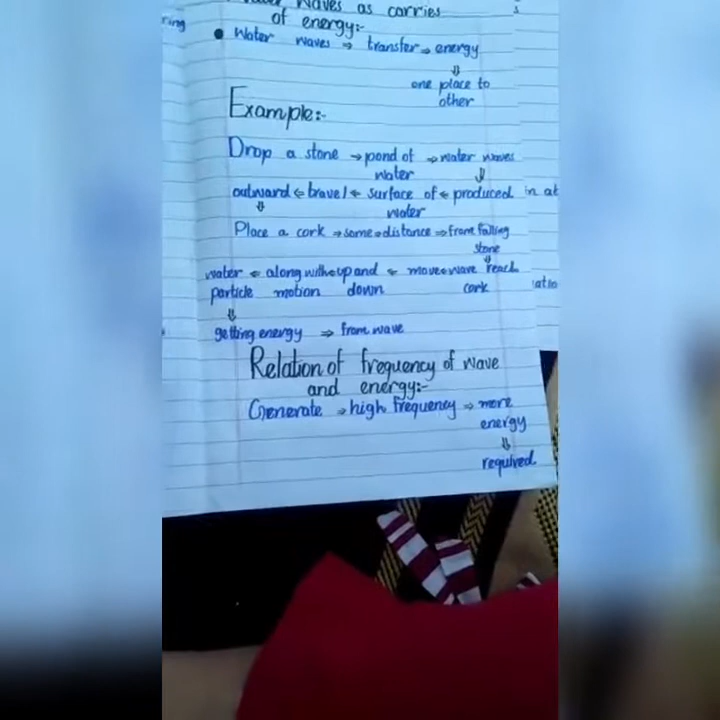 Waves as carries
of energy:-
• Water waves ⇒ transfer ⇒ energy
⇓
one place to
other
Example:-
Drop a stone → pond of → water waves
water ⇓
outward ⇐ travel ← surface of ← produced in at
⇓ water
Place a cork → some → distance ⇒ from falling
stone
⇓
water ⇐ along with ⇐ up and ⇐ move ⇐ wave reach
particle motion down cork
⇓
getting energy ⇒ from wave
Relation of frequency of wave
and energy:-
Generate → high frequency → more
energy
⇓
required